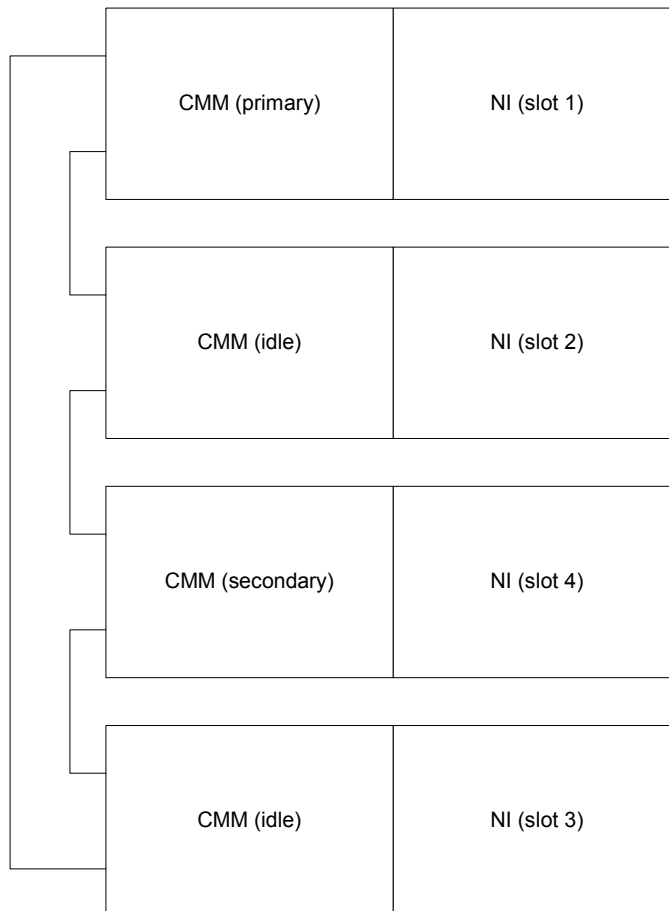 CMM (primary) NI (slot 1)
CMM (idle) NI (slot 2)
CMM (secondary) NI (slot 4)
CMM (idle) NI (slot 3)